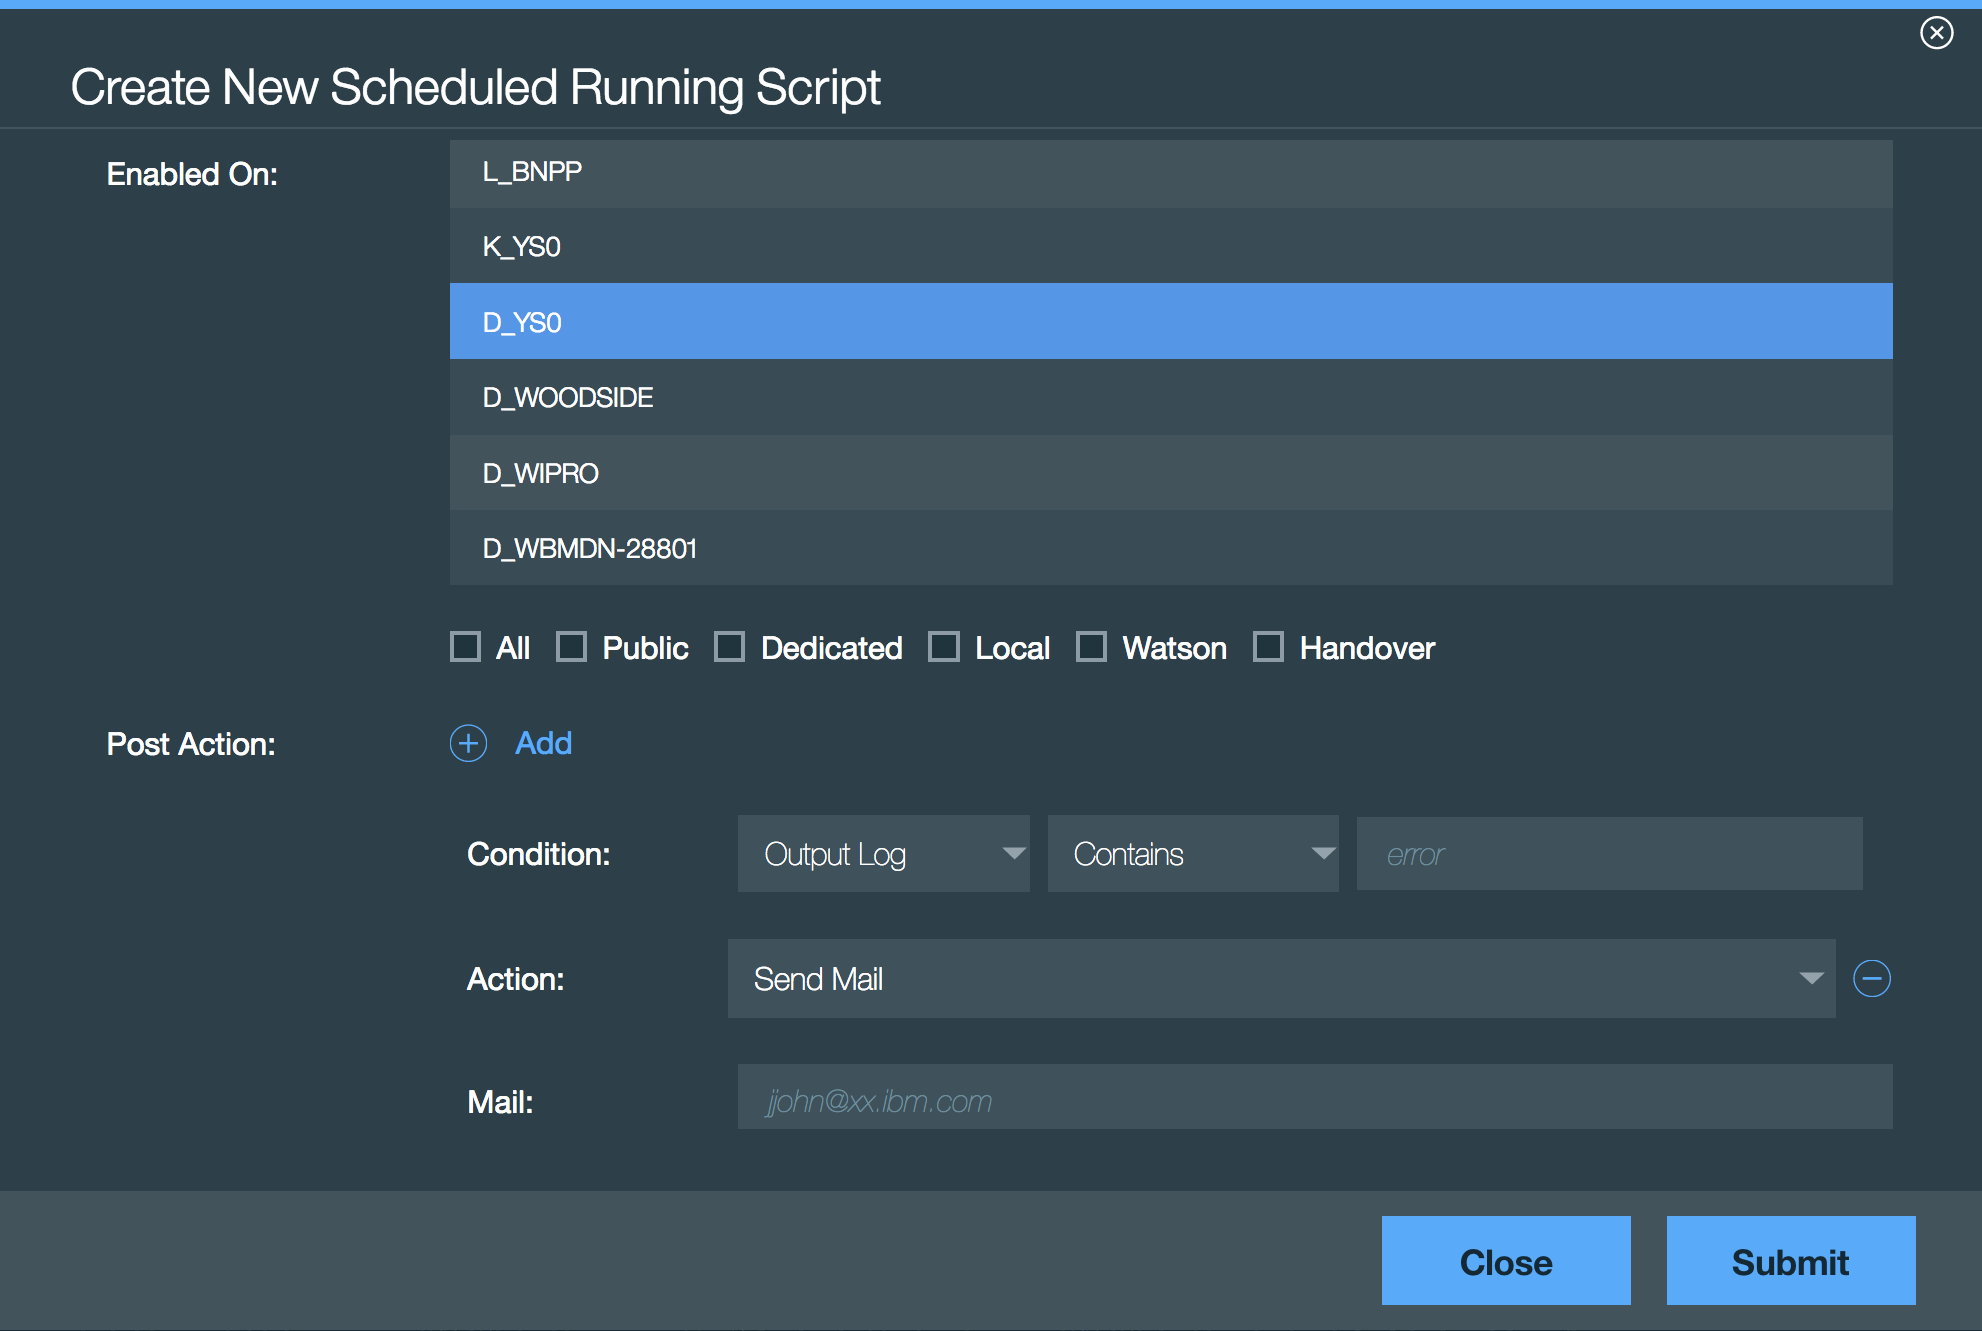 Create New Scheduled Running Script
Enabled On:
L_BNPP
K_YS0
D_YS0
D_WOODSIDE
D_WIPRO
D_WBMDN-28801
All Public Dedicated Local Watson Handover
Post Action: Add
Condition: Output Log Contains error
Action: Send Mail
Mail: jjohn@xx.ibm.com
Close Submit